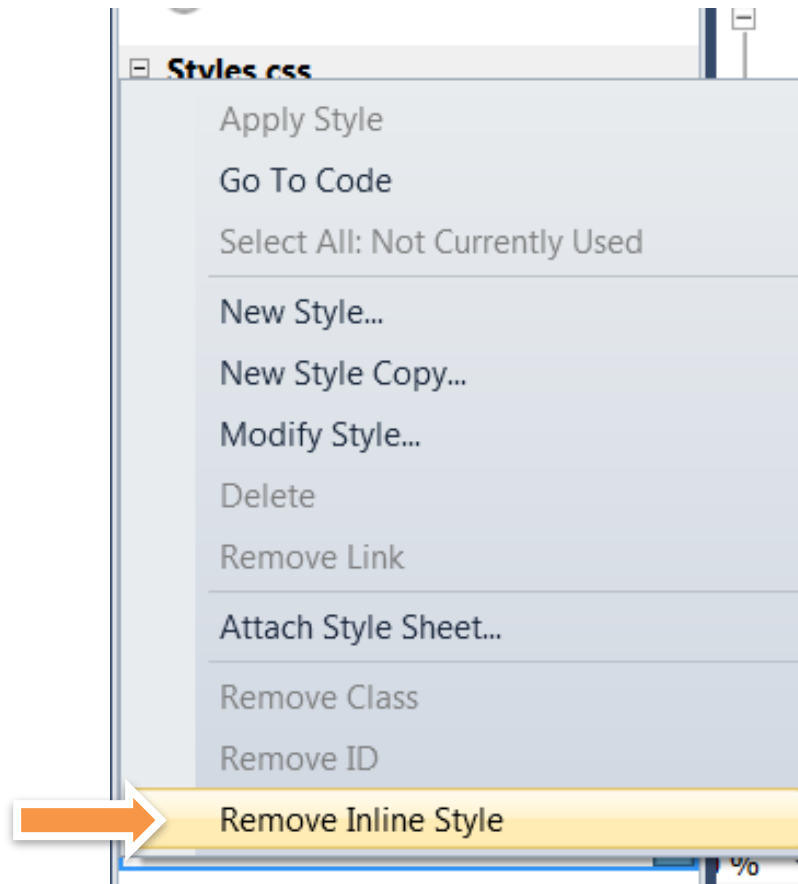 Styles.css
Apply Style
Go To Code
Select All: Not Currently Used
New Style...
New Style Copy...
Modify Style...
Delete
Remove Link
Attach Style Sheet...
Remove Class
Remove ID
Remove Inline Style
%